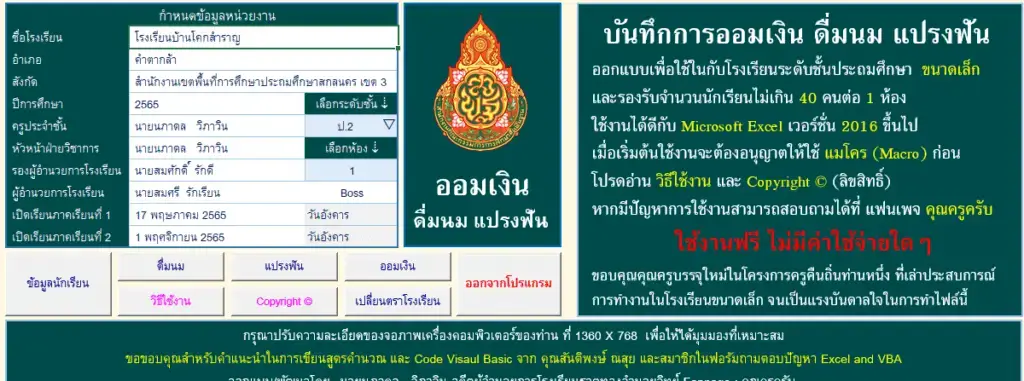 กำหนดข้อมูลหน่วยงาน
ชื่อโรงเรียน โรงเรียนบ้านโคกสำราญ
อำเภอ คำตากล้า
สังกัด สำนักงานเขตพื้นที่การศึกษาประถมศึกษาสกลนคร เขต 3
ปีการศึกษา 2565 เลือกระดับชั้น ↓
ครูประจำชั้น นายนภาดล วิภาวิน ป.2
หัวหน้าฝ่ายวิชาการ นายนภาดล วิภาวิน เลือกห้อง ↓
รองผู้อำนวยการโรงเรียน นายสมศักดิ์ รักดี 1
ผู้อำนวยการโรงเรียน นายสมศรี รักเรียน Boss
เปิดเรียนภาคเรียนที่ 1 17 พฤษภาคม 2565 วันอังคาร
เปิดเรียนภาคเรียนที่ 2 1 พฤศจิกายน 2565 วันอังคาร
ออมเงิน
ดื่มนม แปรงฟัน
บันทึกการออมเงิน ดื่มนม แปรงฟัน
ออกแบบเพื่อใช้ในกับโรงเรียนระดับชั้นประถมศึกษา ขนาดเล็ก
และรองรับจำนวนนักเรียนไม่เกิน 40 คนต่อ 1 ห้อง
ใช้งานได้ดีกับ Microsoft Excel เวอร์ชั่น 2016 ขึ้นไป
เมื่อเริ่มต้นใช้งานจะต้องอนุญาตให้ใช้ แมโคร (Macro) ก่อน
โปรดอ่าน วิธีใช้งาน และ Copyright © (ลิขสิทธิ์)
หากมีปัญหาการใช้งานสามารถสอบถามได้ที่ แฟนเพจ คุณครูครับ
ใช้งานฟรี ไม่มีค่าใช้จ่ายใด ๆ
ขอบคุณคุณครูบรรจุใหม่ในโครงการครูคืนถิ่นท่านหนึ่ง ที่เล่าประสบการณ์
การทำงานในโรงเรียนขนาดเล็ก จนเป็นแรงบันดาลใจในการทำไฟล์นี้
ข้อมูลนักเรียน ดื่มนม แปรงฟัน ออมเงิน ออกจากโปรแกรม
วิธีใช้งาน Copyright © เปลี่ยนตราโรงเรียน
กรุณาปรับความละเอียดของจอภาพเครื่องคอมพิวเตอร์ของท่าน ที่ 1360 X 768 เพื่อให้ได้มุมมองที่เหมาะสม
ขอขอบคุณสำหรับคำแนะนำในการเขียนสูตรคำนวณ และ Code Visaul Basic จาก คุณสันติพงษ์ ณสุย และสมาชิกในฟอรัมถามตอบปัญหา Excel and VBA